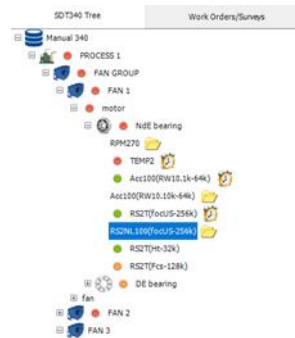 SDT340 Tree
Work Orders/Surveys
Manual 340
PROCESS 1
FAN GROUP
FAN 1
motor
NdE bearing
RPM270
TEMP2
Acc100(RW10.1k-64k)
Acc100(RW10.10k-64k)
RS2T(focUS-256k)
RS2NL100(focUS-256k)
RS2T(Ht-32k)
RS2T(Fcs-128k)
DE bearing
fan
FAN 2
FAN 3